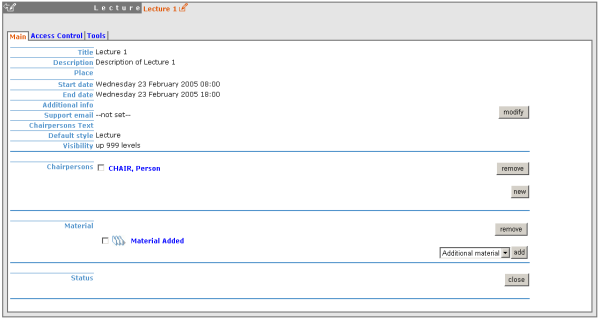 Lecture Lecture 1
Main Access Control Tools
Title Lecture 1
Description Description of Lecture 1
Place
Start date Wednesday 23 February 2005 08:00
End date Wednesday 23 February 2005 18:00
Additional info
Support email --not set--
modify
Chairpersons Text
Default style Lecture
Visibility up 999 levels
Chairpersons CHAIR, Person remove
new
Material remove
Material Added
Additional material add
Status close